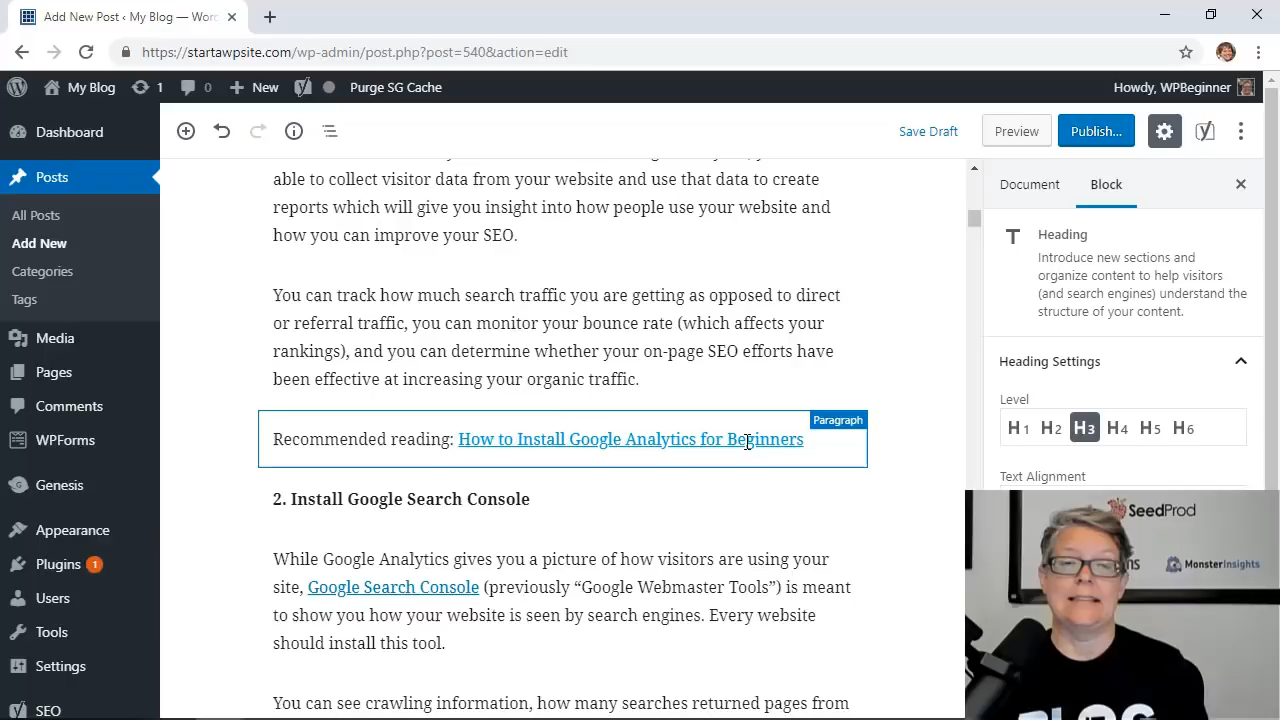 Add New Post ‹ My Blog — Wor
https://startawpsite.com/wp-admin/post.php?post=540&action=edit
My Blog
1
0
New
Purge SG Cache
Howdy, WPBeginner
Dashboard
Posts
All Posts
Add New
Categories
Tags
Media
Pages
Comments
WPForms
Genesis
Appearance
Plugins 1
Users
Tools
Settings
SEO
Save Draft
Preview
Publish...
able to collect visitor data from your website and use that data to create
reports which will give you insight into how people use your website and
how you can improve your SEO.
You can track how much search traffic you are getting as opposed to direct
or referral traffic, you can monitor your bounce rate (which affects your
rankings), and you can determine whether your on-page SEO efforts have
been effective at increasing your organic traffic.
Paragraph
Recommended reading: How to Install Google Analytics for Beginners
2. Install Google Search Console
While Google Analytics gives you a picture of how visitors are using your
site, Google Search Console (previously “Google Webmaster Tools”) is meant
to show you how your website is seen by search engines. Every website
should install this tool.
You can see crawling information, how many searches returned pages from
Document
Block
Heading
Introduce new sections and
organize content to help visitors
(and search engines) understand the
structure of your content.
Heading Settings
Level
H1 H2 H3 H4 H5 H6
Text Alignment
SeedProd
MonsterInsights